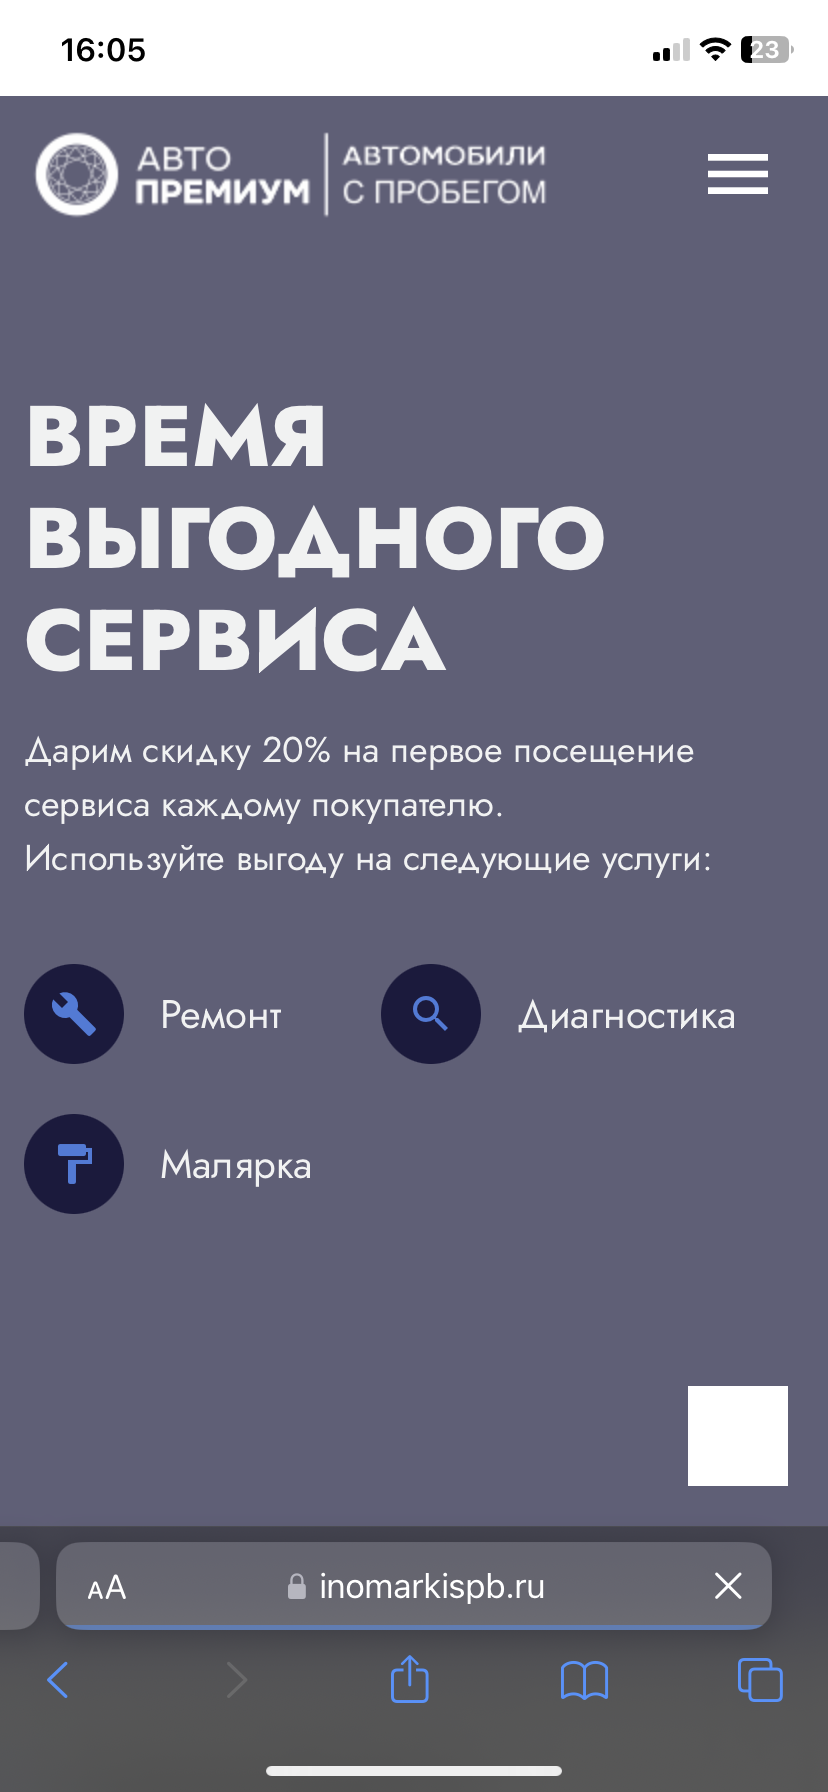 16:05
23
АВТО
ПРЕМИУМ
АВТОМОБИЛИ
С ПРОБЕГОМ
ВРЕМЯ
ВЫГОДНОГО
СЕРВИСА
Дарим скидку 20% на первое посещение
сервиса каждому покупателю.
Используйте выгоду на следующие услуги:
Ремонт
Диагностика
Малярка
AA
inomarkispb.ru